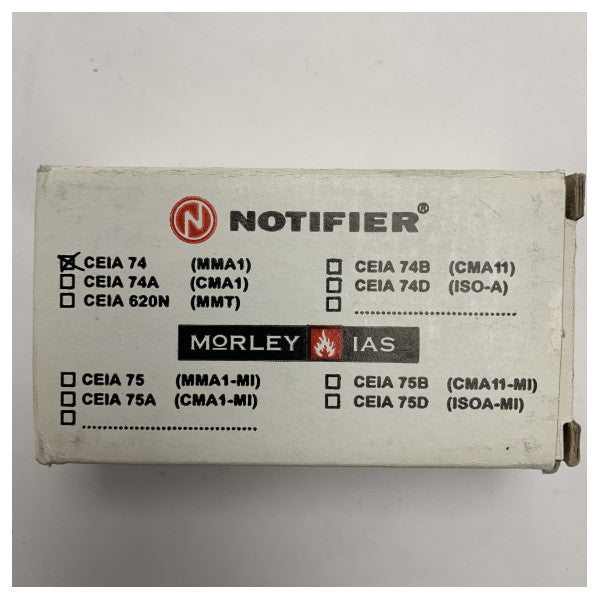 N NOTIFIER®
☒ CEIA 74 (MMA1) ☐ CEIA 74B (CMA11)
☐ CEIA 74A (CMA1) ☐ CEIA 74D (ISO-A)
☐ CEIA 620N (MMT) ☐ ........................
MORLEY IAS
☐ CEIA 75 (MMA1-MI) ☐ CEIA 75B (CMA11-MI)
☐ CEIA 75A (CMA1-MI) ☐ CEIA 75D (ISOA-MI)
☐ ........................